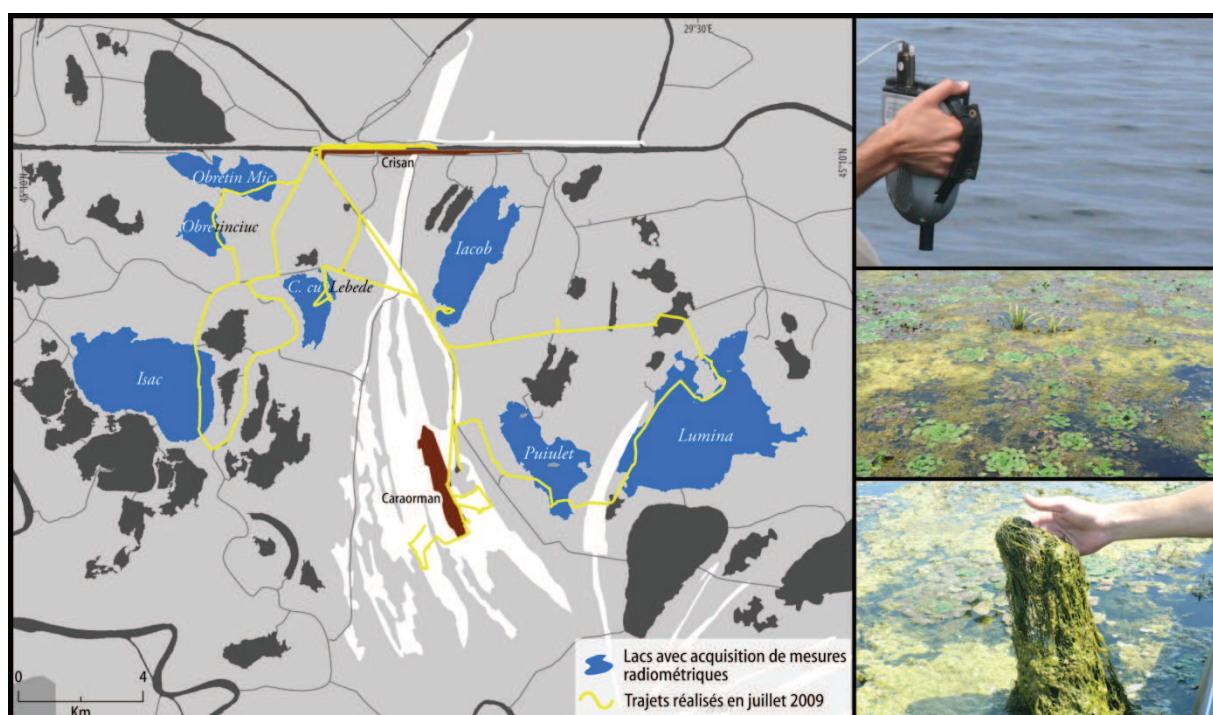 29°30'E
45°10'N
45°10'N
Crisan
Obretin Mic
Obretinciuc
Iacob
C. cu Lebede
Isac
Puiulet
Lumina
Caraorman
Lacs avec acquisition de mesures
radiométriques
Trajets réalisés en juillet 2009
0 4
Km